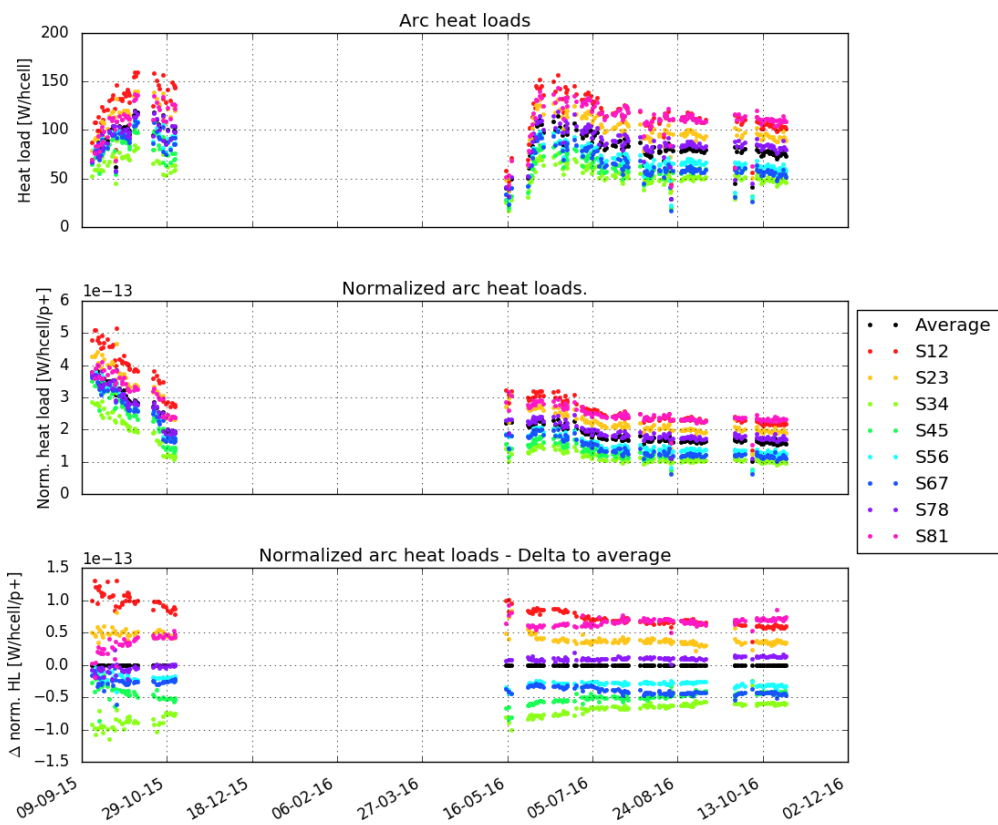 Arc heat loads
Heat load [W/hcell]
200
150
100
50
0
Normalized arc heat loads.
1e−13
Norm. heat load [W/hcell/p+]
6
5
4
3
2
1
0
Average
S12
S23
S34
S45
S56
S67
S78
S81
Normalized arc heat loads - Delta to average
1e−13
Δ norm. HL [W/hcell/p+]
1.5
1.0
0.5
0.0
−0.5
−1.0
−1.5
09-09-15
29-10-15
18-12-15
06-02-16
27-03-16
16-05-16
05-07-16
24-08-16
13-10-16
02-12-16